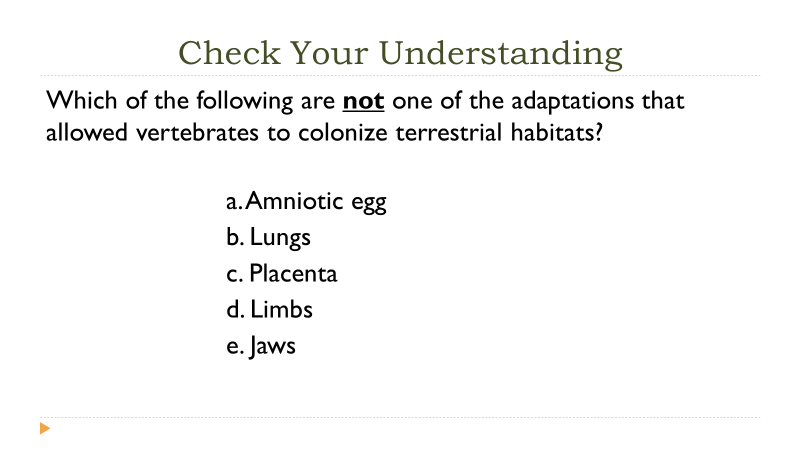 Check Your Understanding
Which of the following are not one of the adaptations that
allowed vertebrates to colonize terrestrial habitats?
a. Amniotic egg
b. Lungs
c. Placenta
d. Limbs
e. Jaws